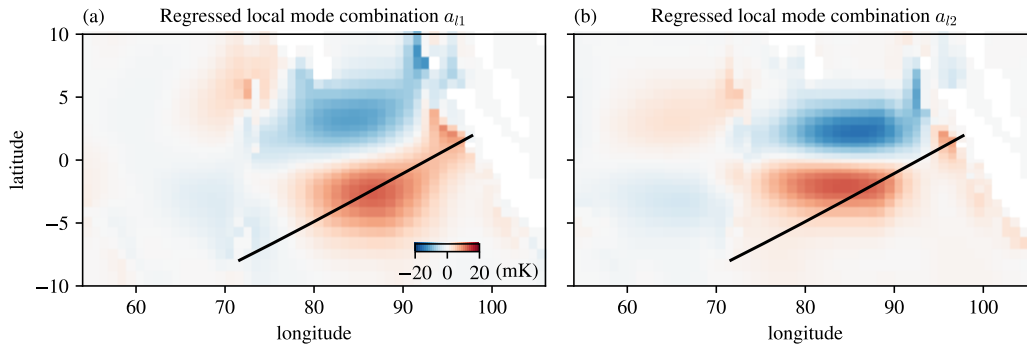 (a) Regressed local mode combination a_{l1}
(b) Regressed local mode combination a_{l2}
10
5
0
−5
−10
latitude
−20 0 20 (mK)
60 70 80 90 100
60 70 80 90 100
longitude
longitude